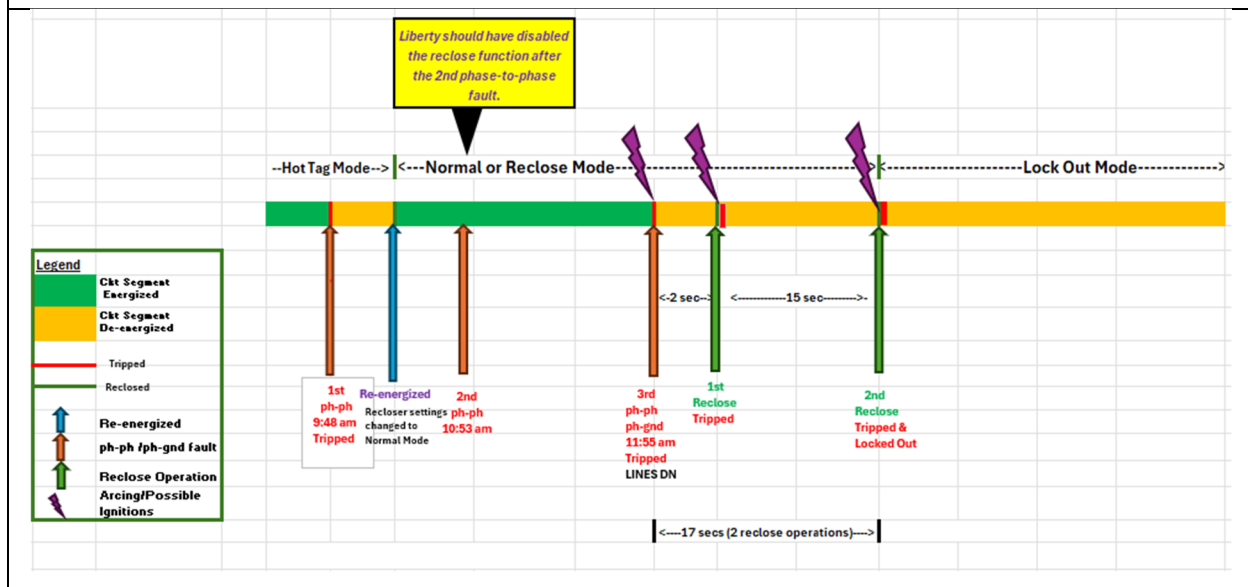 Liberty should have disabled
the reclose function after
the 2nd phase-to-phase
fault.
--Hot Tag Mode-->
<---Normal or Reclose Mode----------------------------------->
<---------------------Lock Out Mode------------->
Legend
Ckt Segment
Energized
Ckt Segment
De-energized
Tripped
Reclosed
Re-energized
ph-ph /ph-gnd fault
Reclose Operation
Arcing/Possible
Ignitions
<-2 sec-->
<-------------15 sec-------->-
1st
ph-ph
9:48 am
Tripped
Re-energized
Recloser settings
changed to
Normal Mode
2nd
ph-ph
10:53 am
3rd
ph-ph
ph-gnd
11:55 am
Tripped
LINES DN
1st
Reclose
Tripped
2nd
Reclose
Tripped &
Locked Out
<----17 secs (2 reclose operations)---->